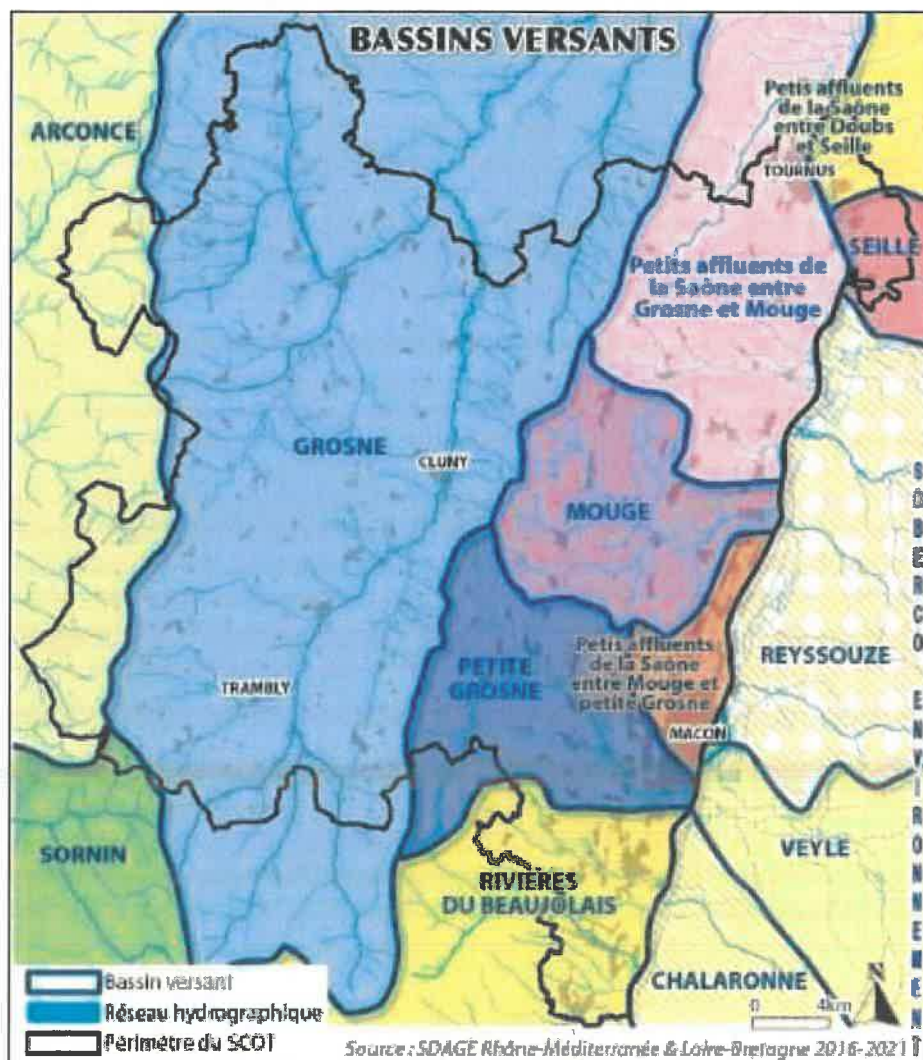 BASSINS VERSANTS
ARCONCE
Petis affluents
de la Saône
entre Doubs
et Seille
TOURNUS
SEILLE
Petits affluents de
la Saône entre
Grosne et Mouge
GROSNE
CLUNY
MOUGE
PETITE
GROSNE
Petis affluents
de la Saône
entre Mouge et
petite Grosne
REYSSOUZE
TRAMBLY
MACON
SORNIN
VEYLE
RIVIÈRES
DU BEAUJOLAIS
CHALARONNE
N
0 4km
Bassin versant
Réseau hydrographique
Périmètre du SCOT
Source : SDAGE Rhône-Méditerranée & Loire-Bretagne 2016-2021